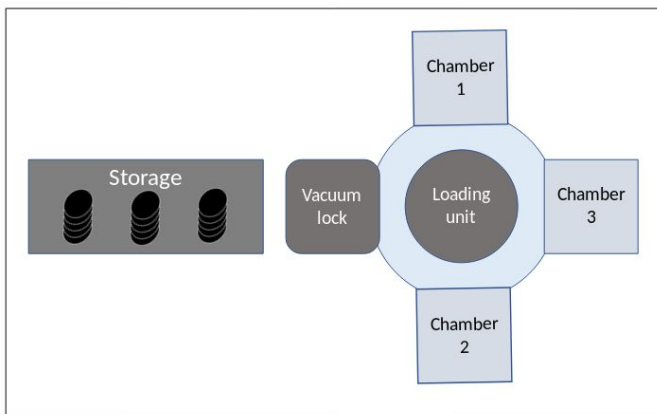 Chamber
1
Storage
Vacuum
lock
Loading
unit
Chamber
3
Chamber
2